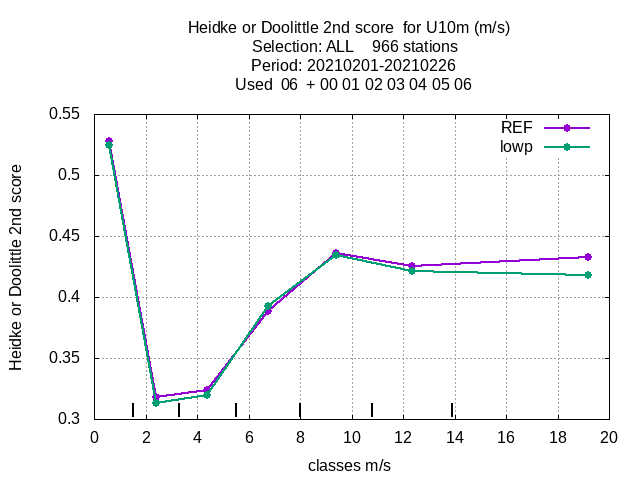 Heidke or Doolittle 2nd score  for U10m (m/s)
Selection: ALL    966 stations
Period: 20210201-20210226
Used  06  + 00 01 02 03 04 05 06
REF
lowp
0.55
0.5
0.45
0.4
0.35
0.3
Heidke or Doolittle 2nd score
0 2 4 6 8 10 12 14 16 18 20
classes m/s